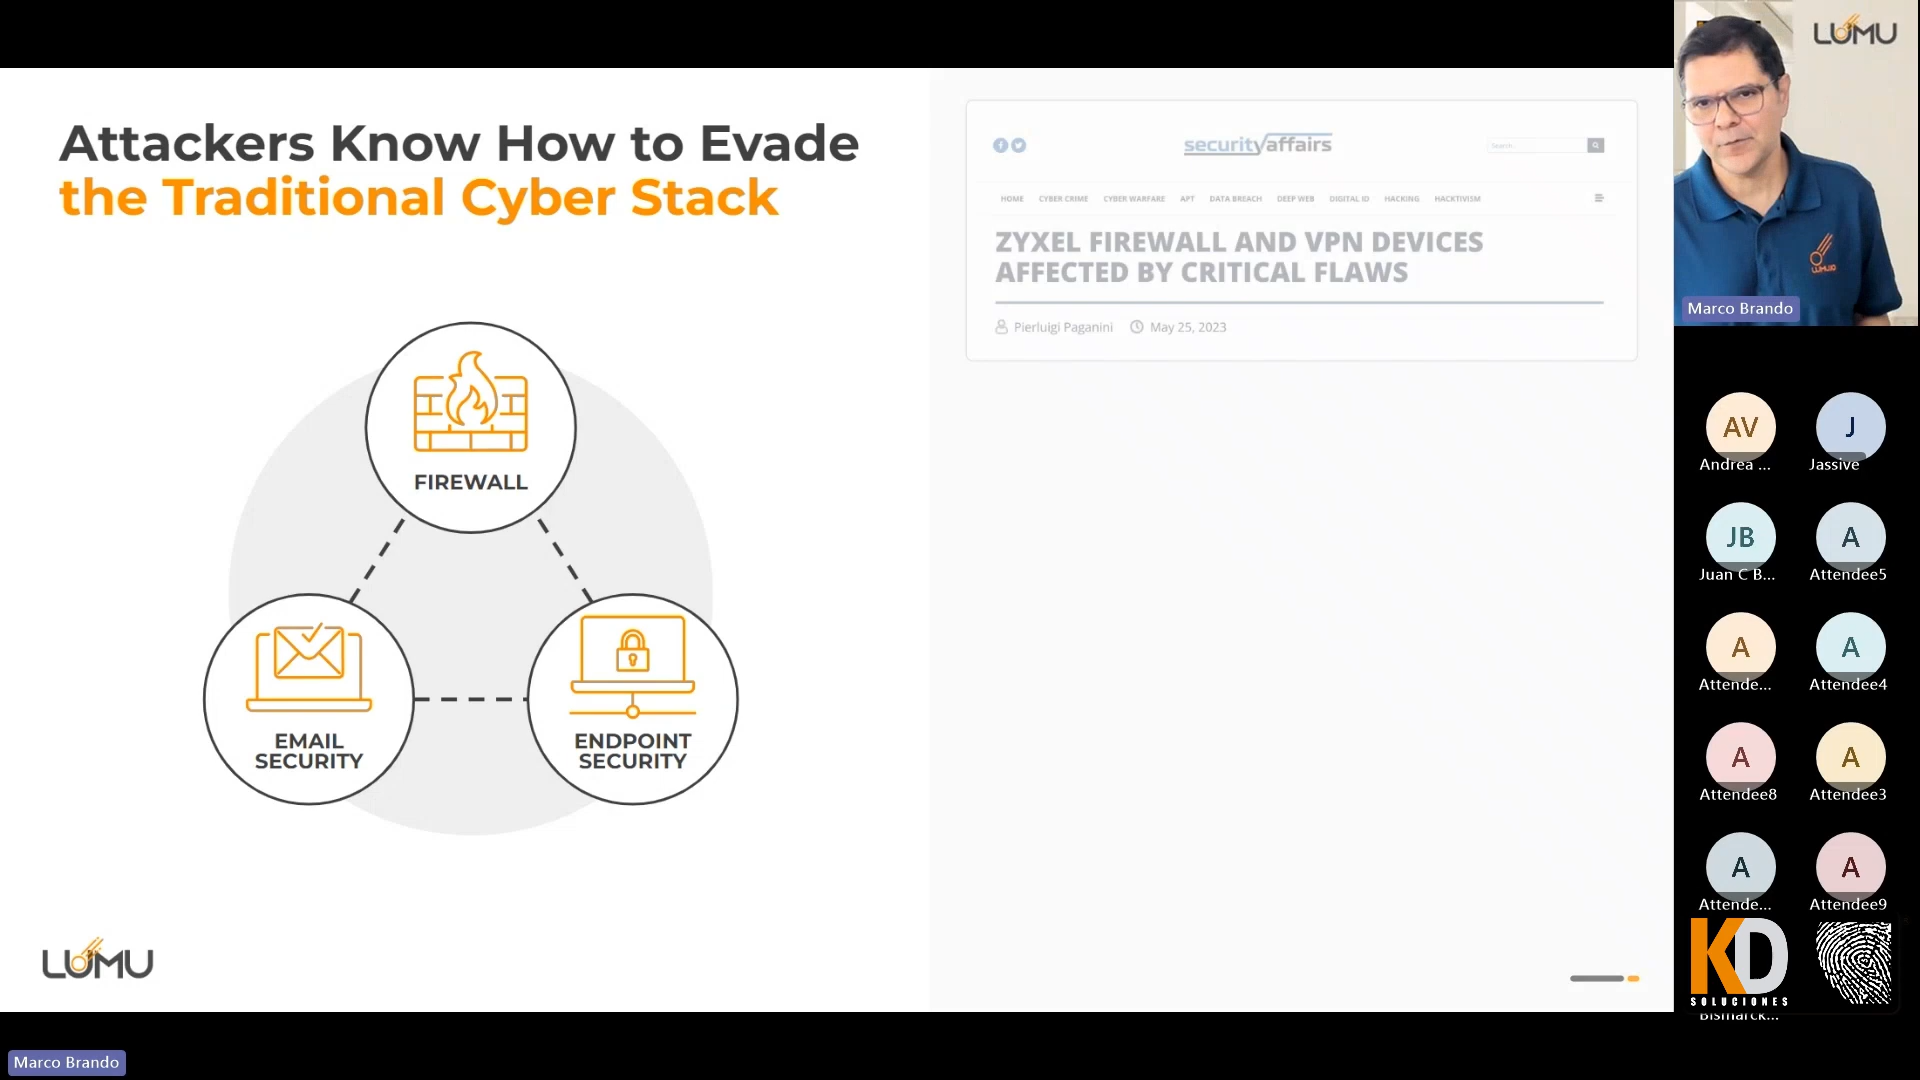 Attackers Know How to Evade
the Traditional Cyber Stack
FIREWALL
EMAIL
SECURITY
ENDPOINT
SECURITY
LUMU
securityaffairs
Search...
HOME CYBER CRIME CYBER WARFARE APT DATA BREACH DEEP WEB DIGITAL ID HACKING HACKTIVISM
ZYXEL FIREWALL AND VPN DEVICES
AFFECTED BY CRITICAL FLAWS
Pierluigi Paganini May 25, 2023
LUMU
LUMU
Marco Brando
AV J
Andrea ... Jassive
JB A
Juan C B... Attendee5
A A
Attende... Attendee4
A A
Attendee8 Attendee3
A A
Attende... Attendee9
KD
SOLUCIONES
Bismarck...
Marco Brando